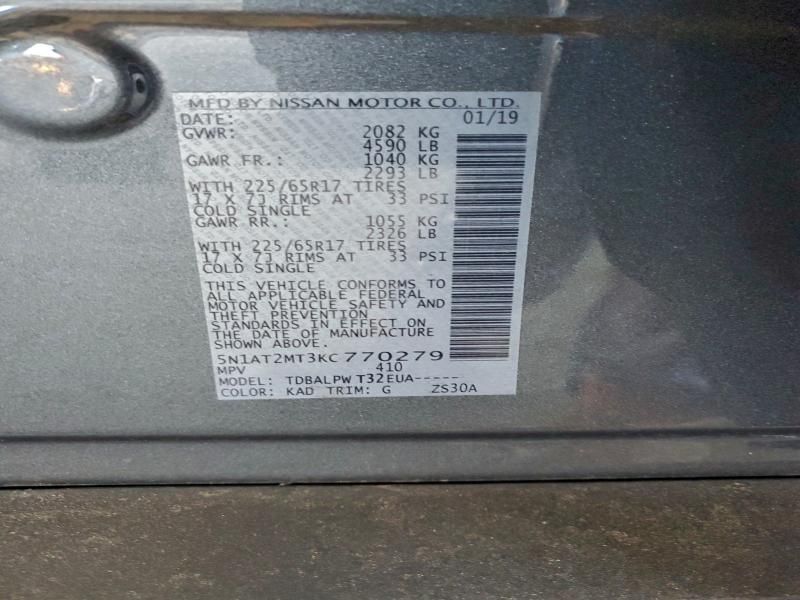 MFD BY NISSAN MOTOR CO., LTD.
DATE: 01/19
GVWR: 2082 KG
4590 LB
GAWR FR.: 1040 KG
2293 LB
WITH 225/65R17 TIRES
17 X 7J RIMS AT 33 PSI
COLD SINGLE
GAWR RR.: 1055 KG
2326 LB
WITH 225/65R17 TIRES
17 X 7J RIMS AT 33 PSI
COLD SINGLE
THIS VEHICLE CONFORMS TO
ALL APPLICABLE FEDERAL
MOTOR VEHICLE SAFETY AND
THEFT PREVENTION
STANDARDS IN EFFECT ON
THE DATE OF MANUFACTURE
SHOWN ABOVE.
5N1AT2MT3KC770279
MPV 410
MODEL: TDBALPW T32EUA-----
COLOR: KAD TRIM: G ZS30A